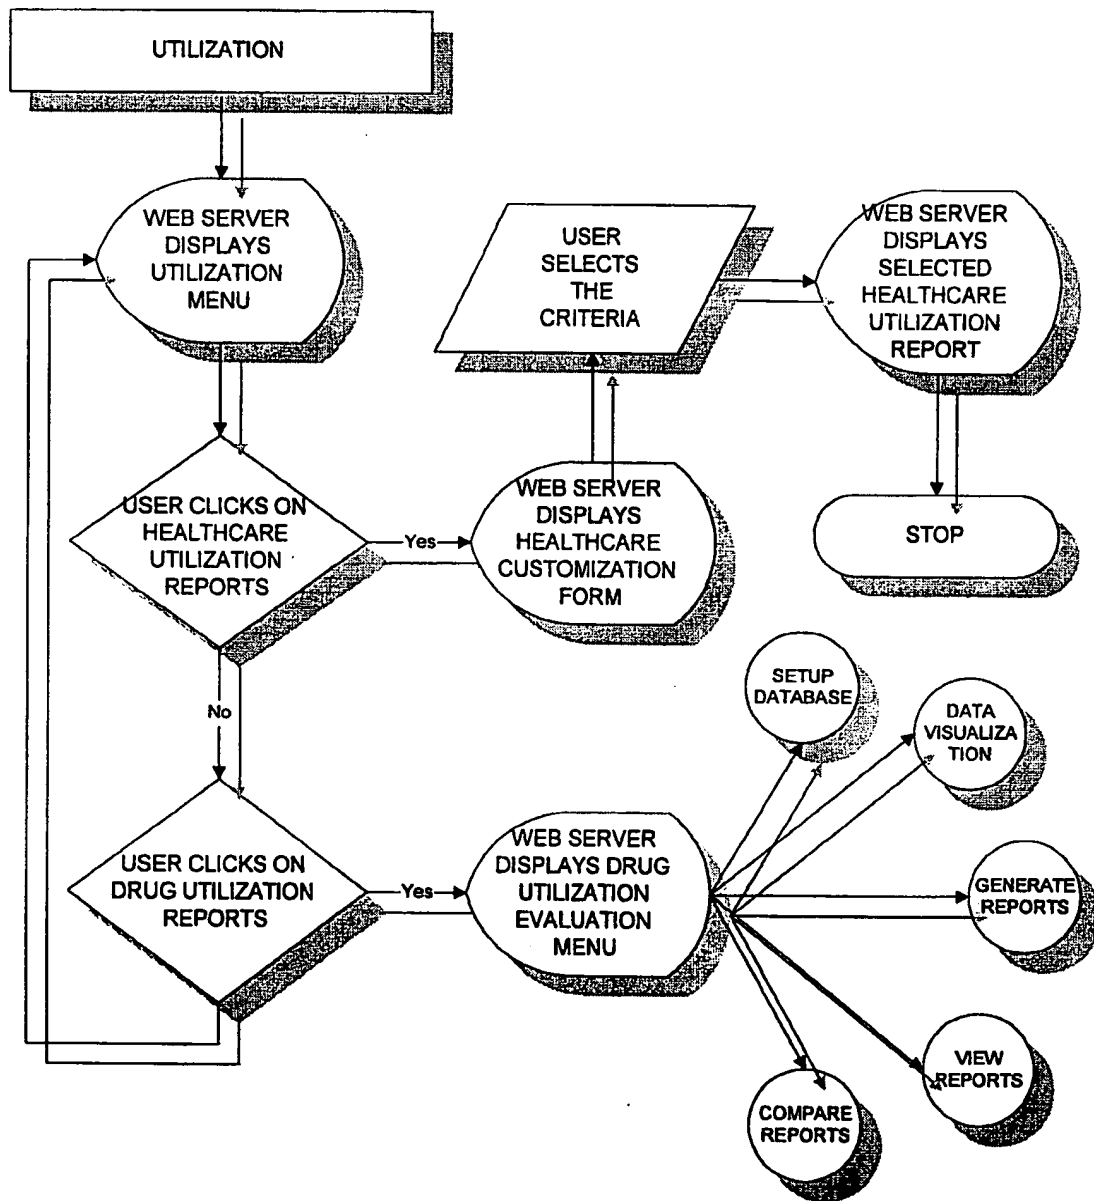 UTILIZATION
WEB SERVER
DISPLAYS
UTILIZATION
MENU
USER
SELECTS
THE
CRITERIA
WEB SERVER
DISPLAYS
SELECTED
HEALTHCARE
UTILIZATION
REPORT
USER CLICKS ON
HEALTHCARE
UTILIZATION
REPORTS
Yes
WEB SERVER
DISPLAYS
HEALTHCARE
CUSTOMIZATION
FORM
STOP
No
SETUP
DATABASE
DATA
VISUALIZA
TION
USER CLICKS ON
DRUG UTILIZATION
REPORTS
Yes
WEB SERVER
DISPLAYS DRUG
UTILIZATION
EVALUATION
MENU
GENERATE
REPORTS
VIEW
REPORTS
COMPARE
REPORTS